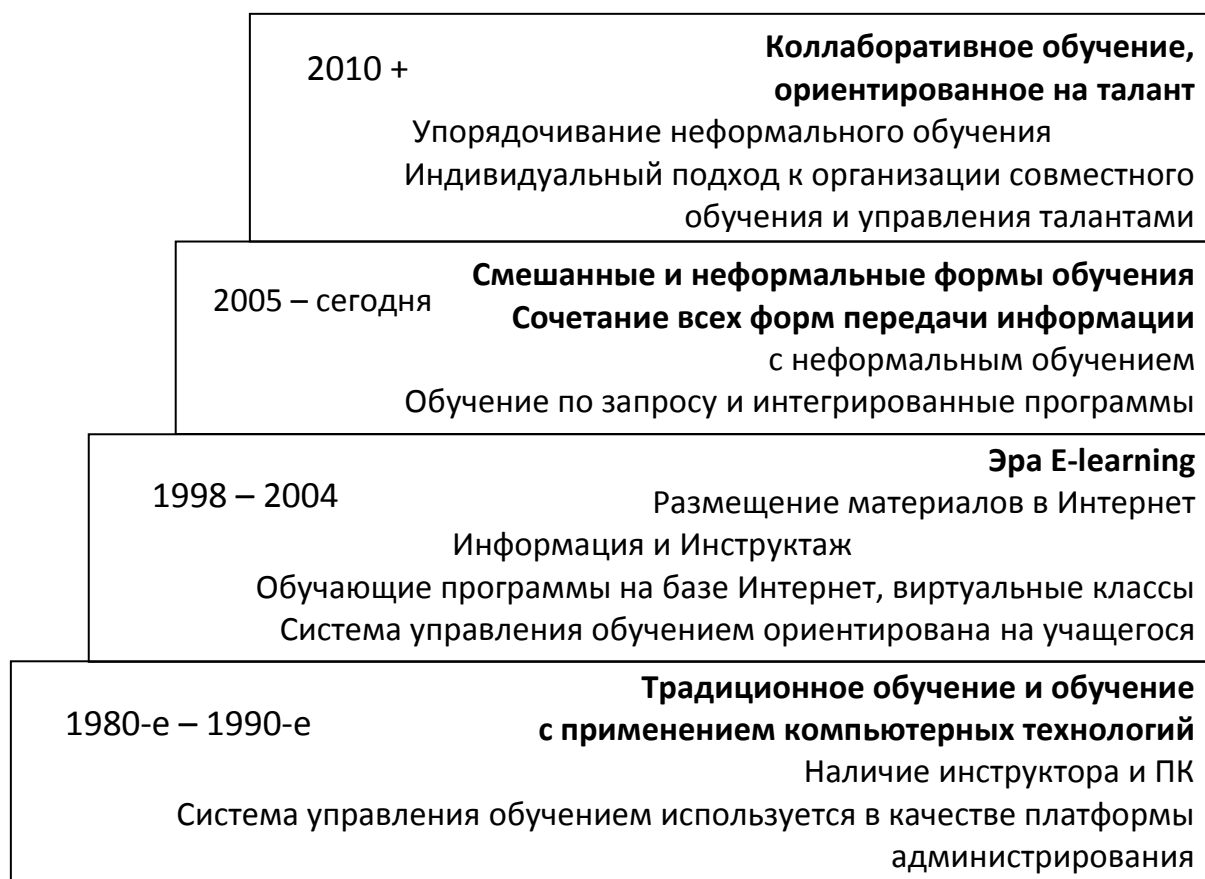 2010 +
Коллаборативное обучение,
ориентированное на талант
Упорядочивание неформального обучения
Индивидуальный подход к организации совместного
обучения и управления талантами
2005 – сегодня
Смешанные и неформальные формы обучения
Сочетание всех форм передачи информации
с неформальным обучением
Обучение по запросу и интегрированные программы
1998 – 2004
Эра E-learning
Размещение материалов в Интернет
Информация и Инструктаж
Обучающие программы на базе Интернет, виртуальные классы
Система управления обучением ориентирована на учащегося
1980-е – 1990-е
Традиционное обучение и обучение
с применением компьютерных технологий
Наличие инструктора и ПК
Система управления обучением используется в качестве платформы
администрирования